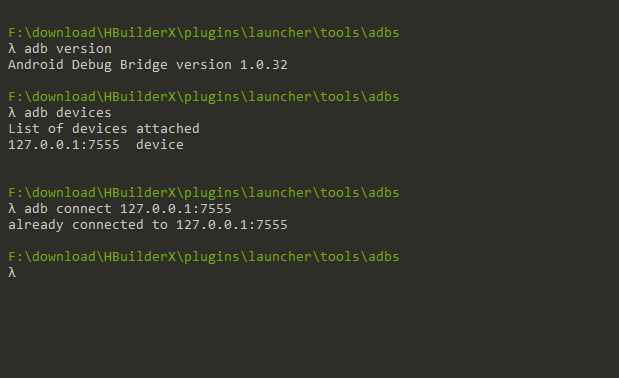 F:\download\HBuilderX\plugins\launcher\tools\adbs
λ adb version
Android Debug Bridge version 1.0.32
F:\download\HBuilderX\plugins\launcher\tools\adbs
λ adb devices
List of devices attached
127.0.0.1:7555  device
F:\download\HBuilderX\plugins\launcher\tools\adbs
λ adb connect 127.0.0.1:7555
already connected to 127.0.0.1:7555
F:\download\HBuilderX\plugins\launcher\tools\adbs
λ